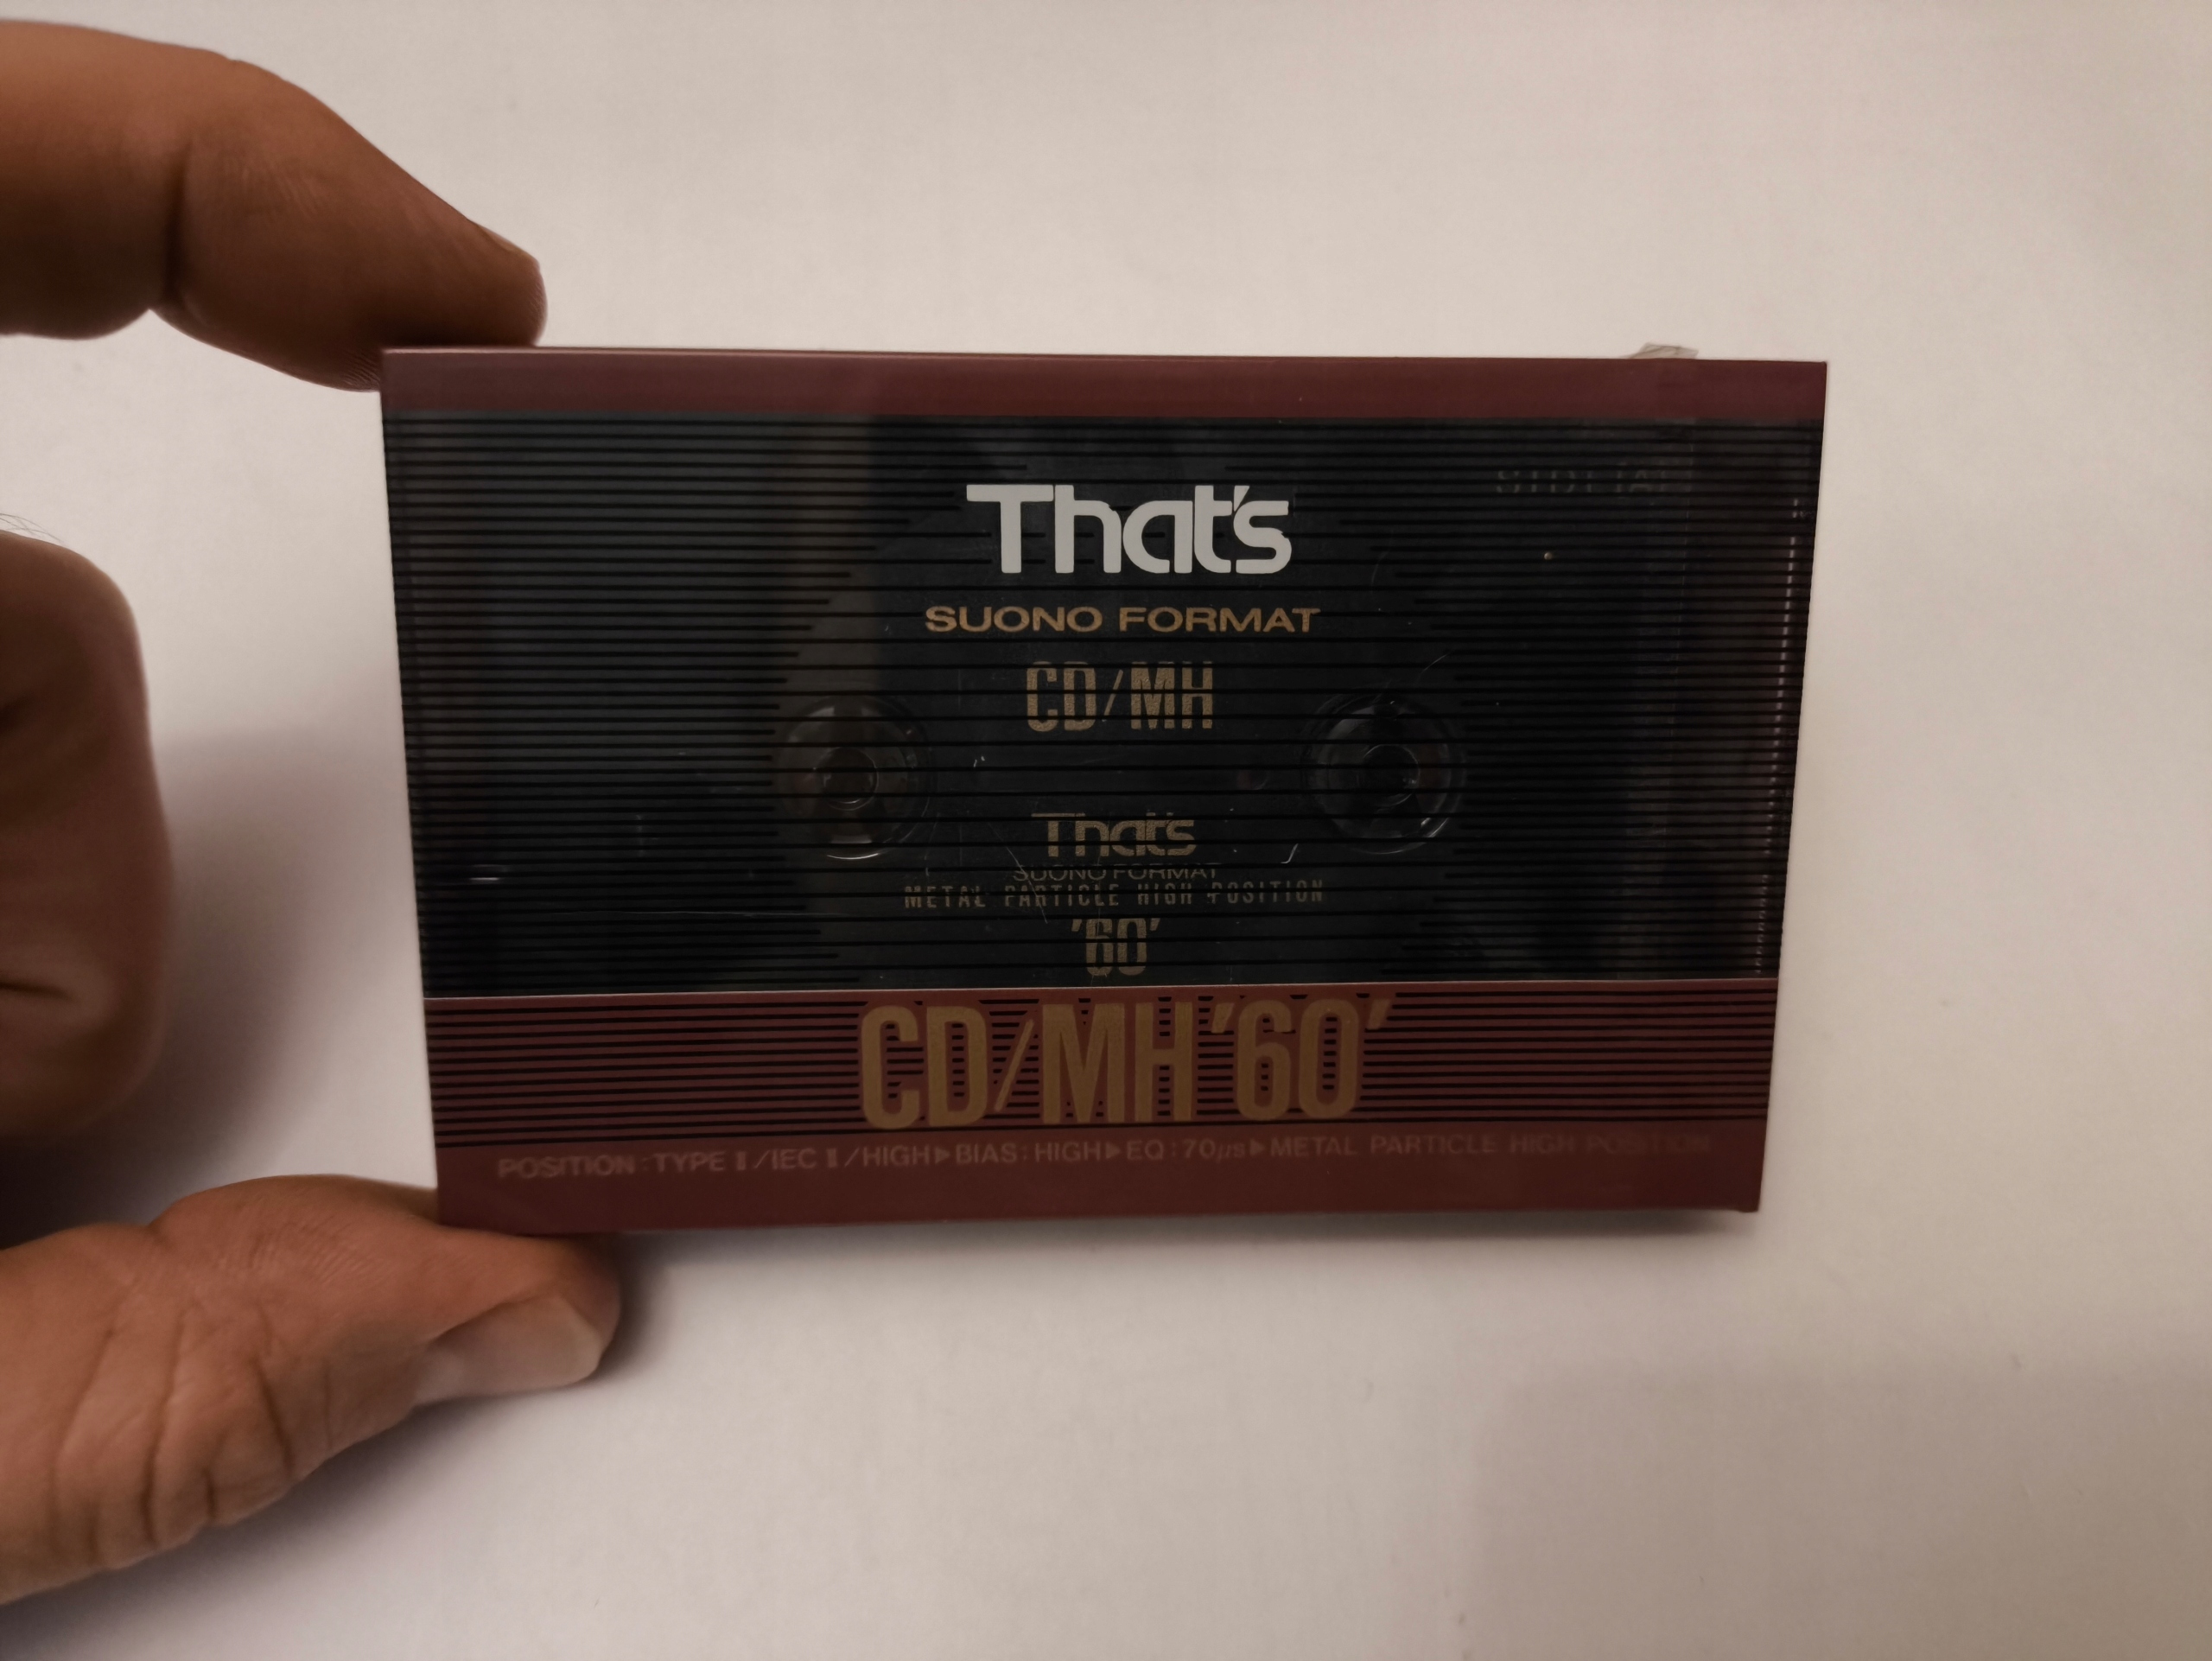 That's
SUONO FORMAT
CD/MH
That's
SUONO FORMAT
METAL PARTICLE HIGH POSITION
'60'
CD/MH'60'
POSITION:TYPE II/IEC II/HIGH▶BIAS:HIGH▶EQ:70µs▶METAL PARTICLE HIGH POSITION